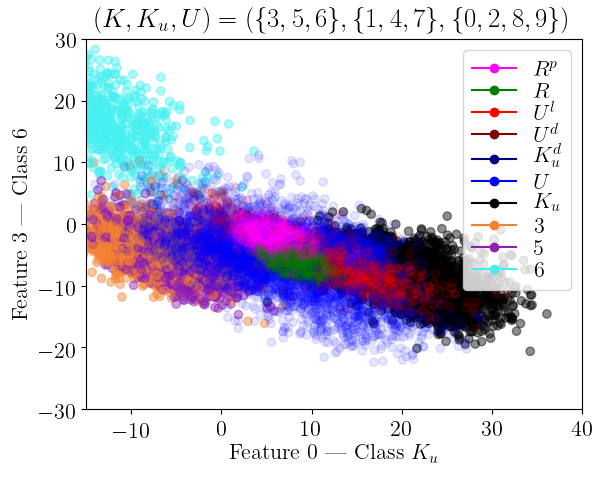 (K, K_u, U) = ({3, 5, 6}, {1, 4, 7}, {0, 2, 8, 9})
30
20
10
0
−10
−20
−30
Feature 3 — Class 6
R^p
R
U^l
U^d
K_u^d
U
K_u
3
5
6
−10 0 10 20 30 40
Feature 0 — Class K_u